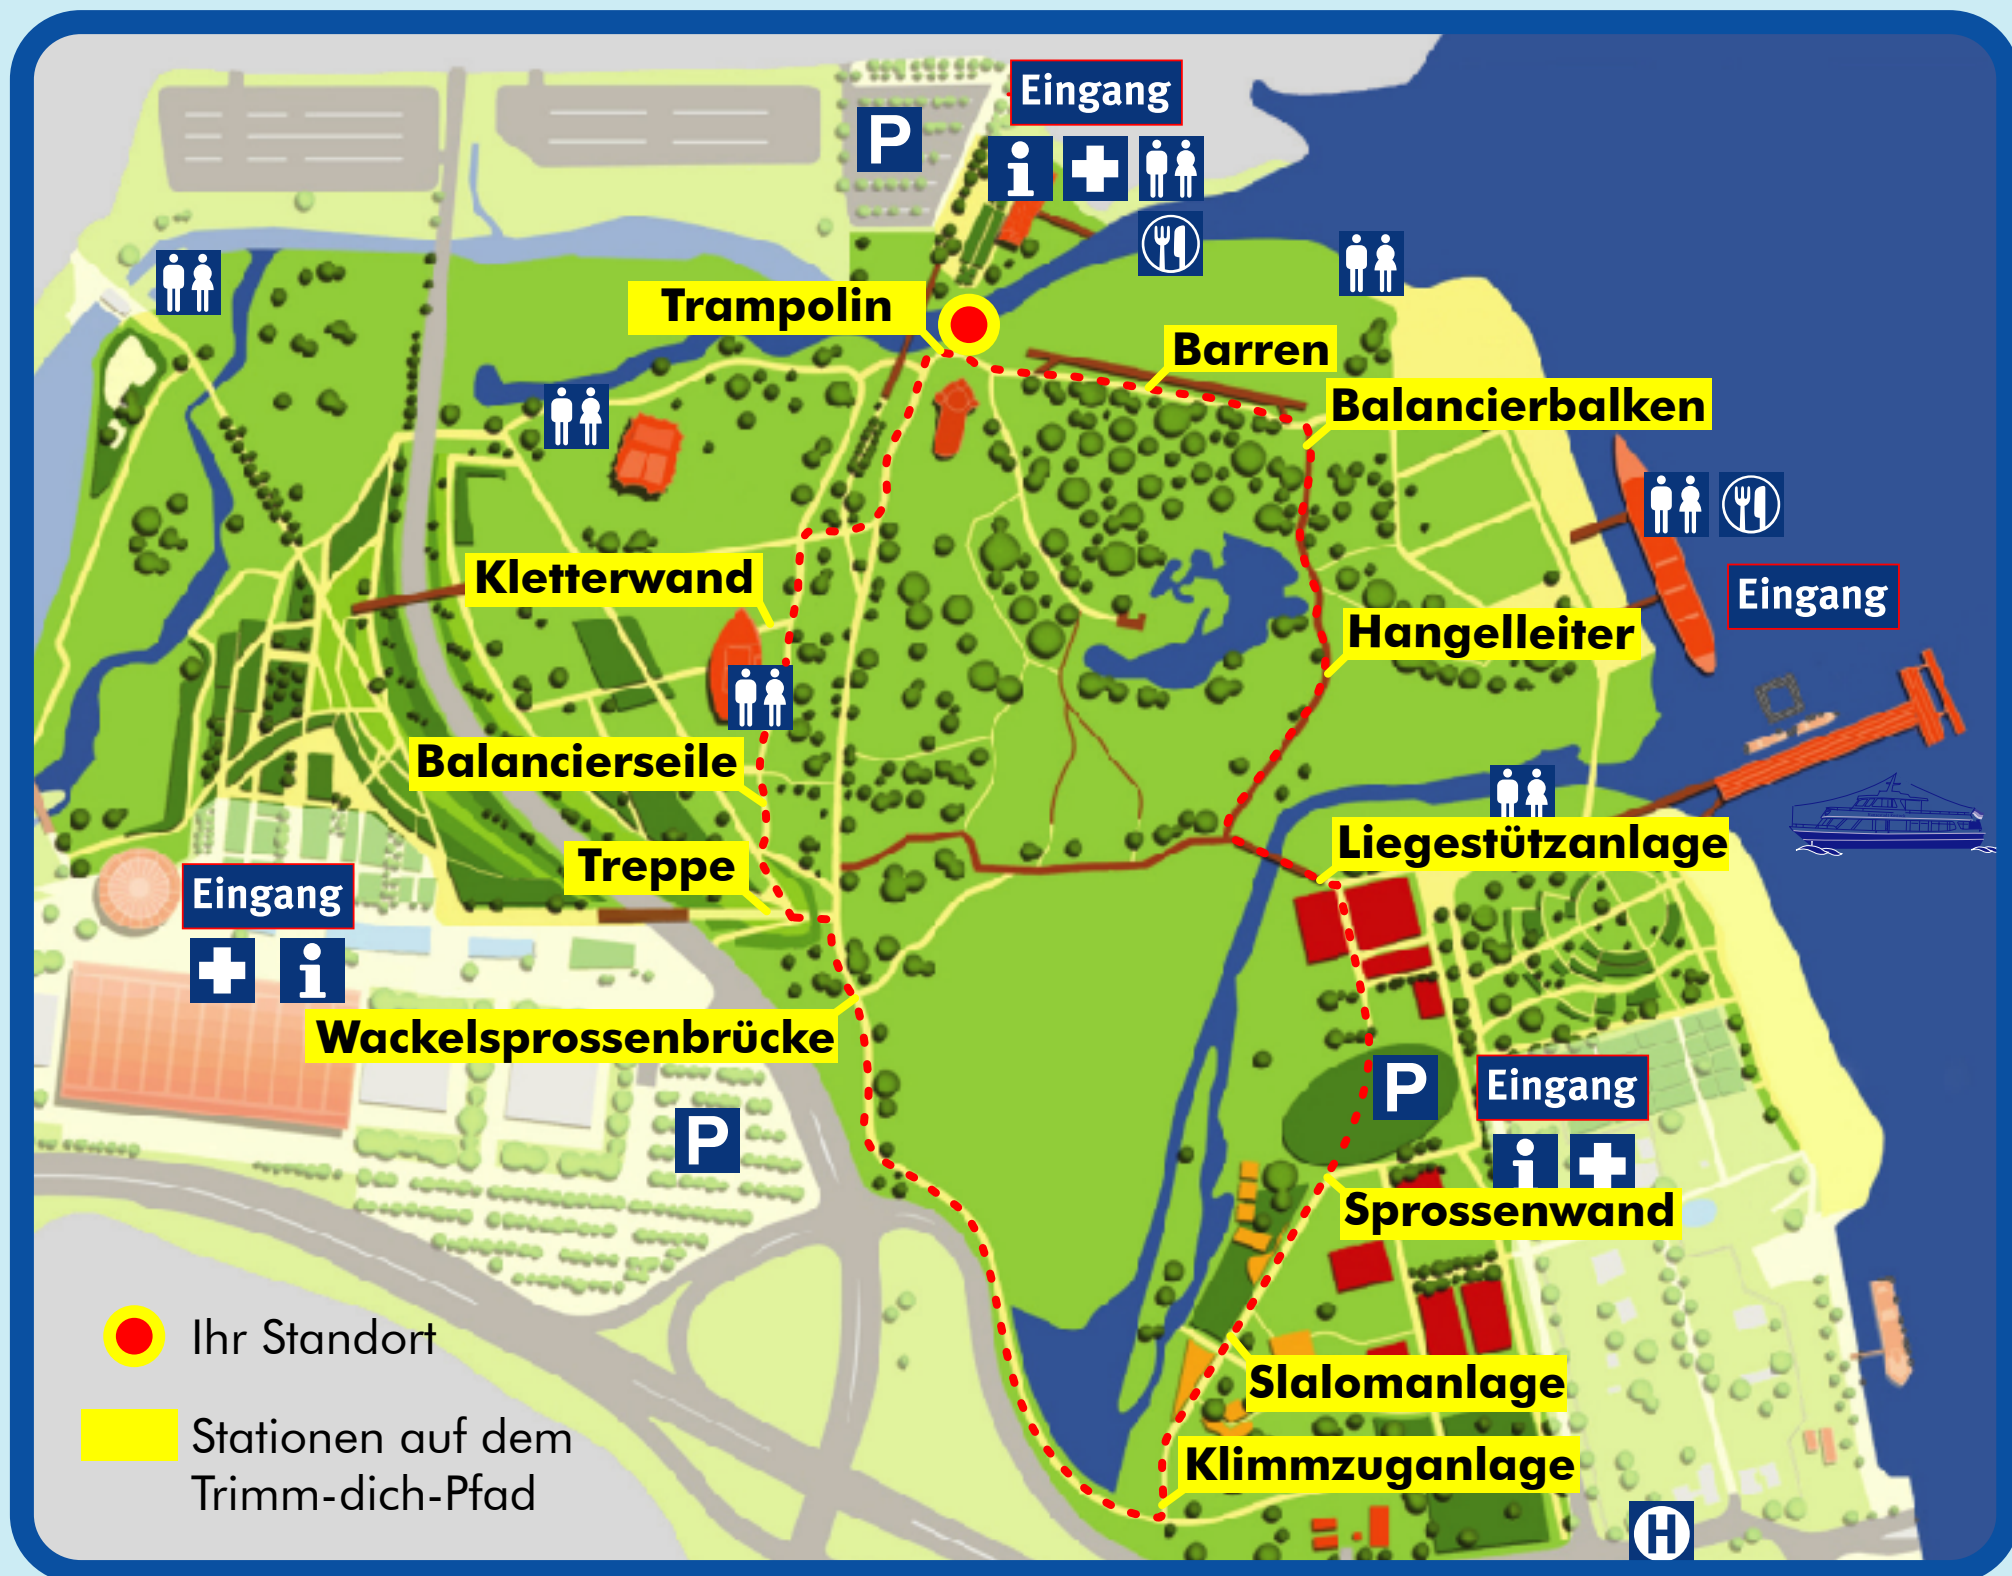 Eingang
P
i
Trampolin
Barren
Balancierbalken
Kletterwand
Eingang
Hangelleiter
Balancierseile
Liegestützanlage
Treppe
Eingang
i
Wackelsprossenbrücke
P
Eingang
P
i
Sprossenwand
Ihr Standort
Slalomanlage
Stationen auf dem
Trimm-dich-Pfad
Klimmzuganlage
H